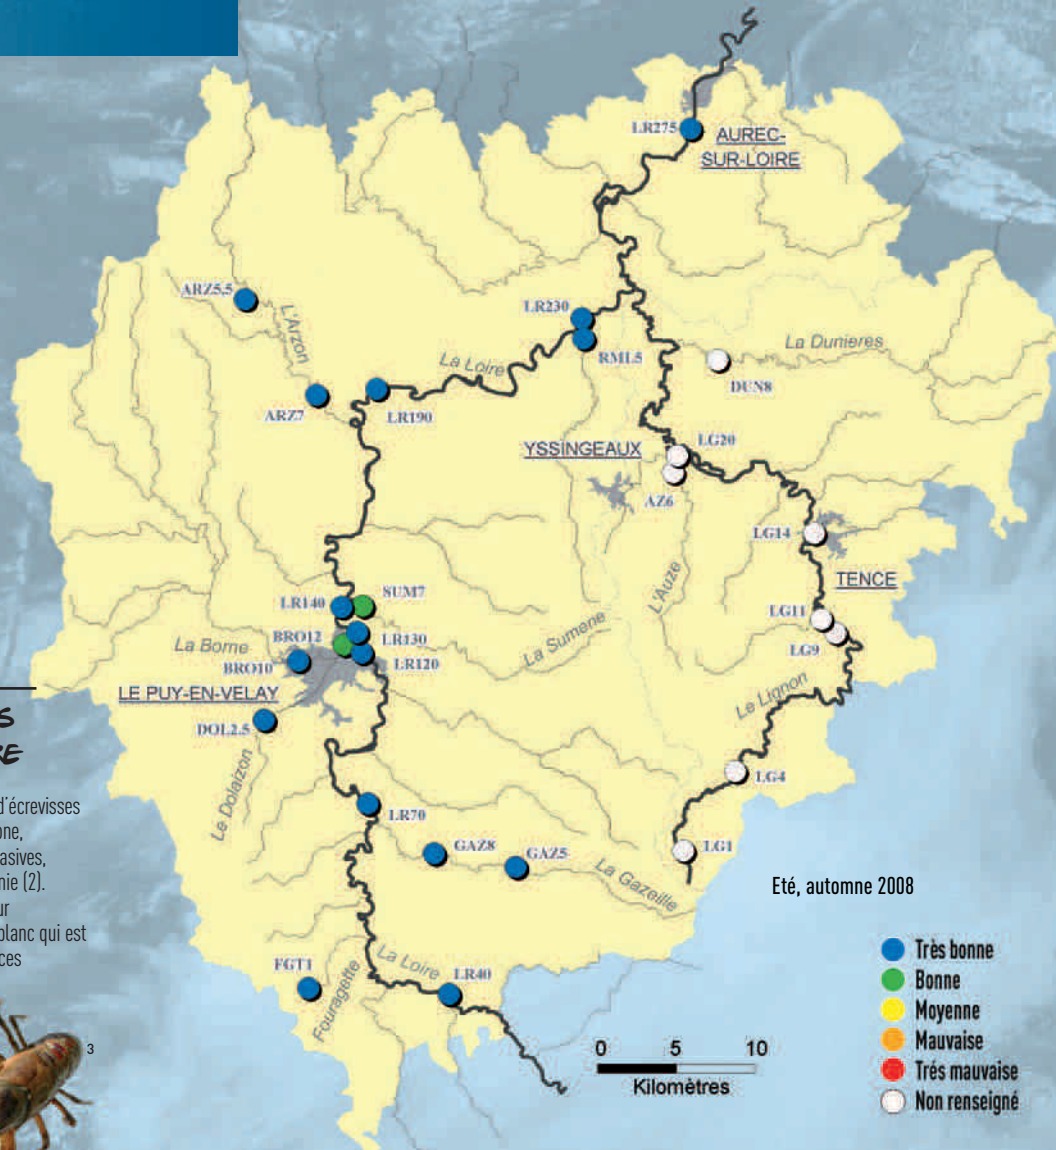 LR275
AUREC-
SUR-LOIRE
ARZ5.5
L'Arzon
LR230
La Dunieres
La Loire
RML5
DUN8
ARZ7
LR190
LG20
YSSINGEAUX
AZ6
LG14
L'Auze
TENCE
SUM7
LR140
LG11
La Borne
BRO12
LR130
La Sumene
LG9
BRO10
LR120
Le Lignon
LE PUY-EN-VELAY
DOL2.5
LG4
Le Dolaizon
LR70
GAZ8
GAZ5
LG1
La Gazeille
FGT1
Fouragette
La Loire
LR40
S
RE
d'écrevisses
one,
asives,
nie (2).
ur
blanc qui est
ces
3
Eté, automne 2008
Très bonne
Bonne
Moyenne
Mauvaise
Trés mauvaise
Non renseigné
0 5 10
Kilomètres